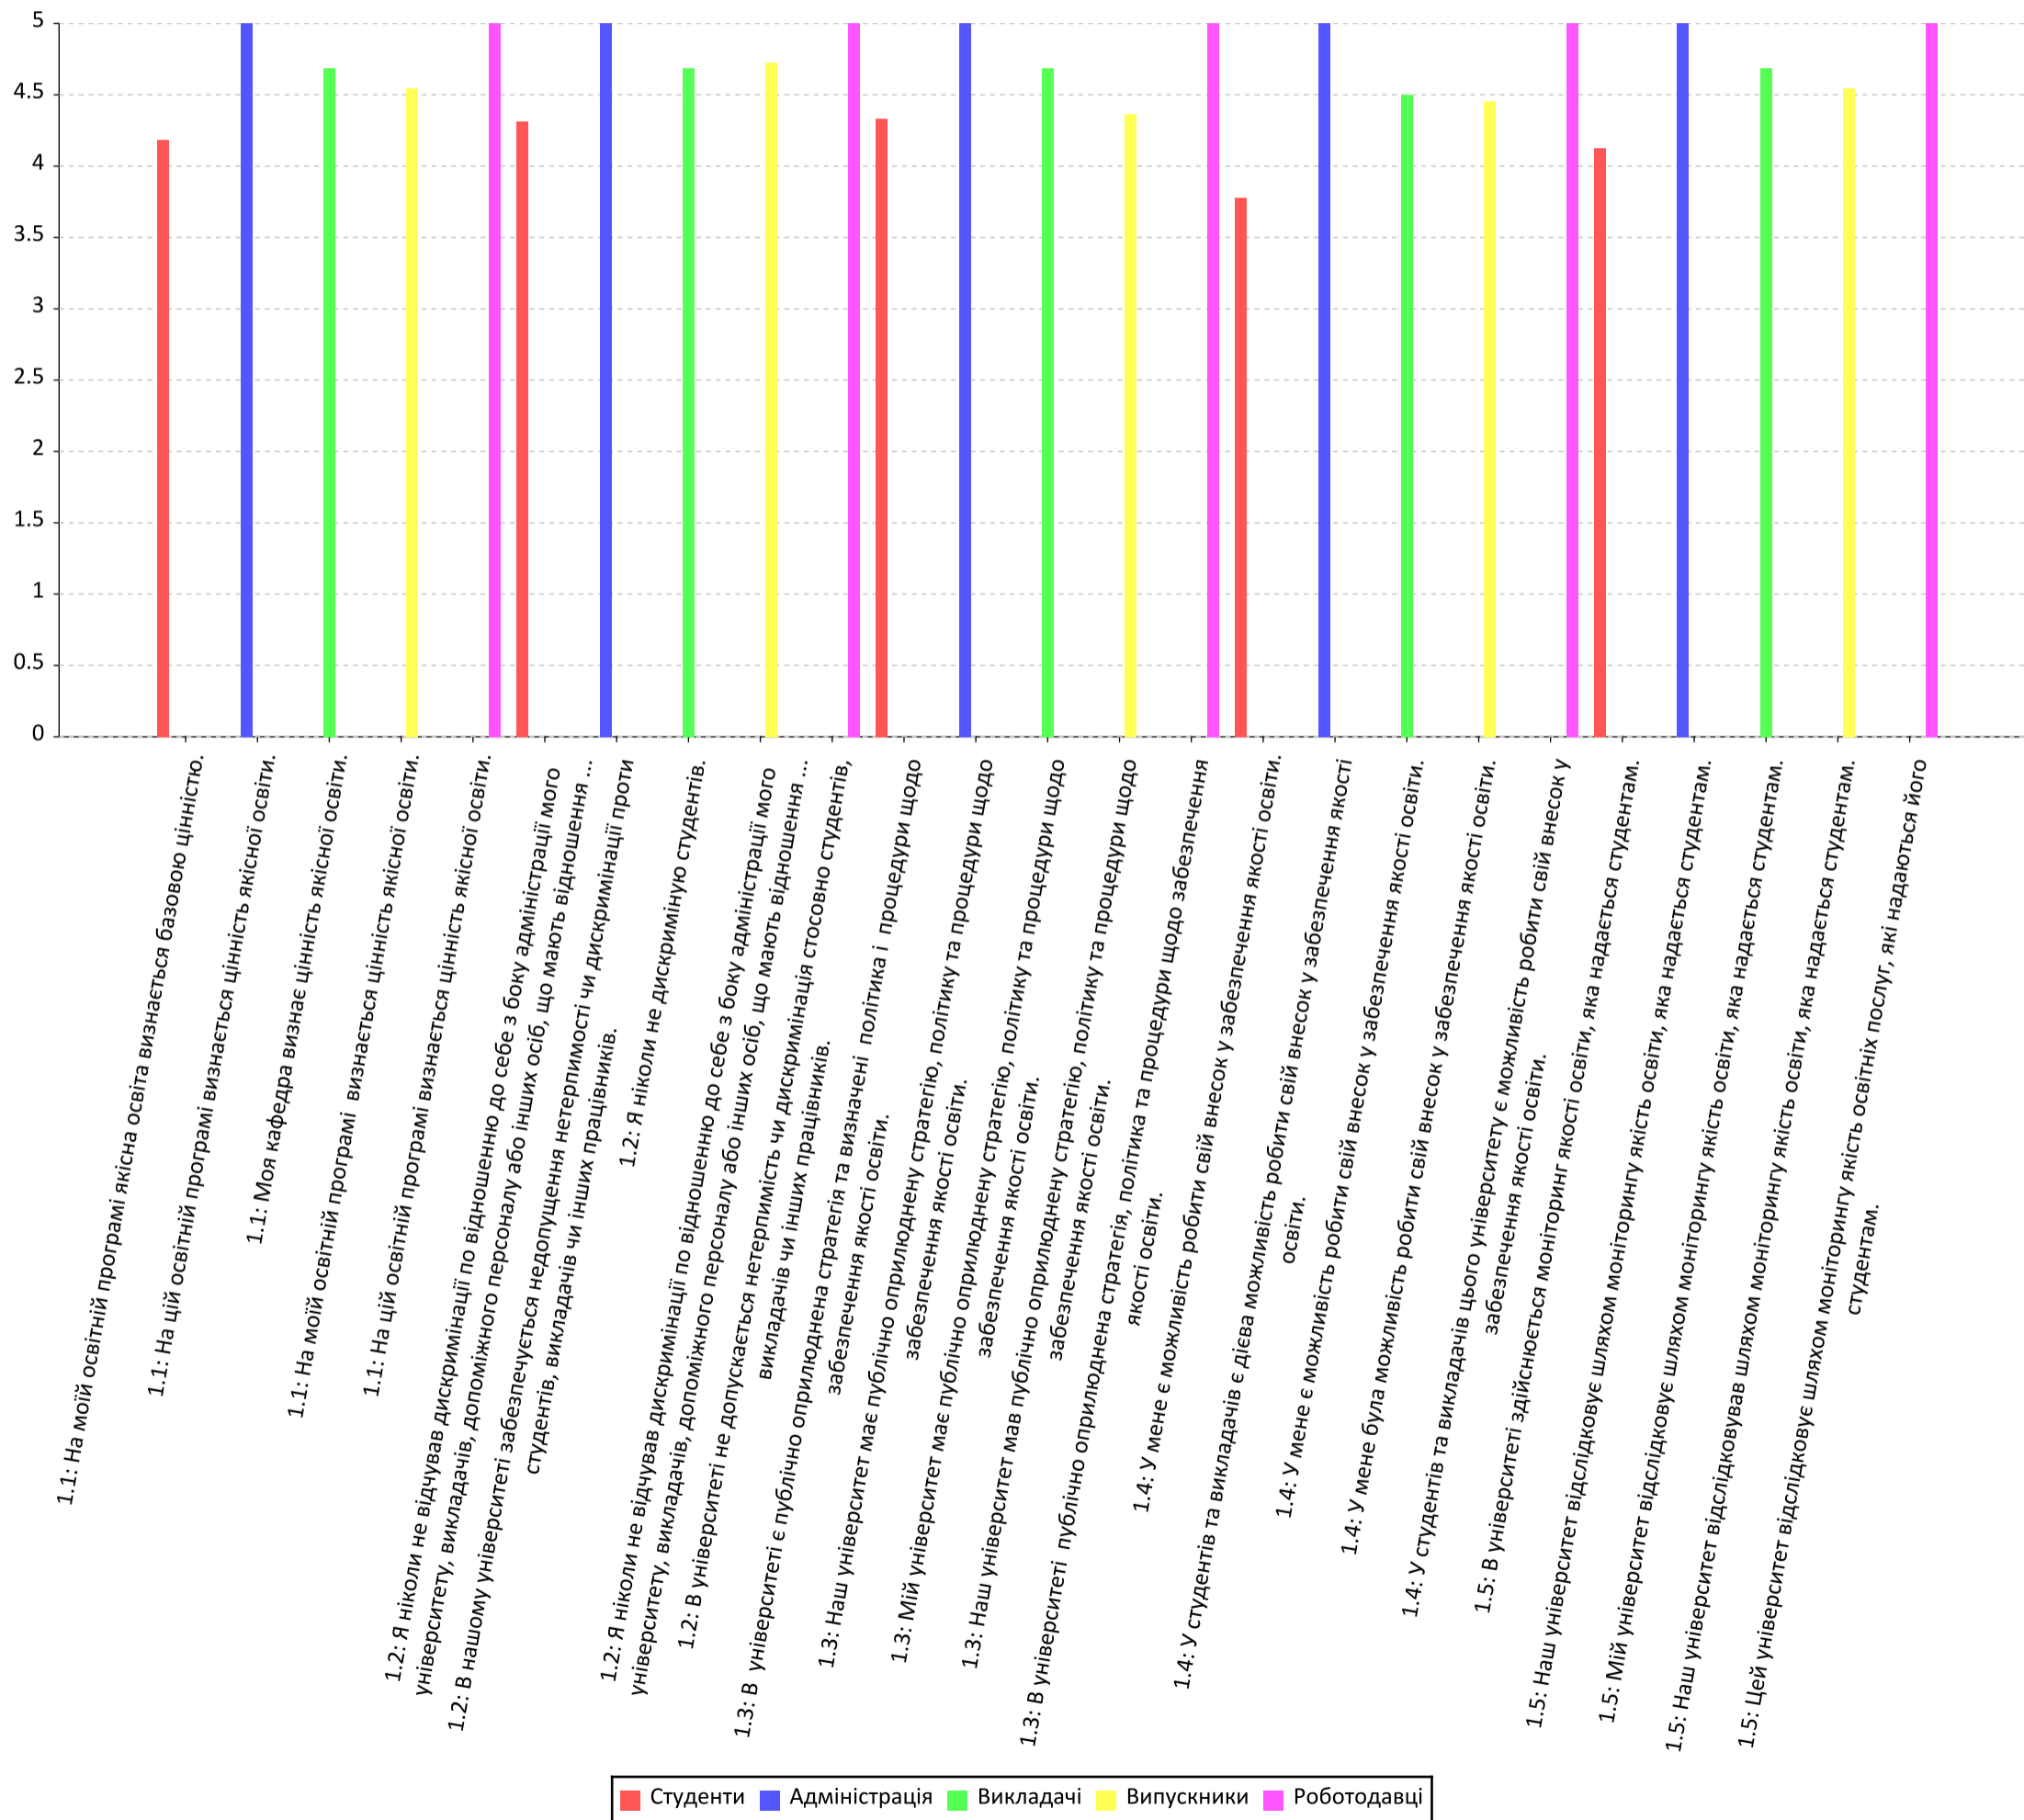 5
4.5
4
3.5
3
2.5
2
1.5
1
0.5
0
1.1: На моїй освітній програмі якісна освіта визнається базовою цінністю.
1.1: На цій освітній програмі визнається цінність якісної освіти.
1.1: Моя кафедра визнає цінність якісної освіти.
1.1: На моїй освітній програмі  визнається цінність якісної освіти.
1.1: На цій освітній програмі визнається цінність якісної освіти.
1.2: Я ніколи не відчував дискримінації по відношенню до себе з боку адміністрації мого
університету, викладачів, допоміжного персоналу або інших осіб, що мають відношення ...
1.2: В нашому університеті забезпечується недопущення нетерпимості чи дискримінації проти
студентів, викладачів чи інших працівників.
1.2: Я ніколи не дискриміную студентів.
1.2: Я ніколи не відчував дискримінації по відношенню до себе з боку адміністрації мого
університету, викладачів, допоміжного персоналу або інших осіб, що мають відношення ...
1.2: В університеті не допускається нетерпимість чи дискримінація стосовно студентів,
викладачів чи інших працівників.
1.3: В  університеті є публічно оприлюднена стратегія та визначені  політика і  процедури щодо
забезпечення якості освіти.
1.3: Наш університет має публічно оприлюднену стратегію, політику та процедури щодо
забезпечення якості освіти.
1.3: Мій університет має публічно оприлюднену стратегію, політику та процедури щодо
забезпечення якості освіти.
1.3: Наш університет мав публічно оприлюднену стратегію, політику та процедури щодо
забезпечення якості освіти.
1.3: В університеті  публічно оприлюднена стратегія, політика та процедури щодо забезпечення
якості освіти.
1.4: У мене є можливість робити свій внесок у забезпечення якості освіти.
1.4: У студентів та викладачів є дієва можливість робити свій внесок у забезпечення якості
освіти.
1.4: У мене є можливість робити свій внесок у забезпечення якості освіти.
1.4: У мене була можливість робити свій внесок у забезпечення якості освіти.
1.4: У студентів та викладачів цього університету є можливість робити свій внесок у
забезпечення якості освіти.
1.5: В університеті здійснюється моніторинг якості освіти, яка надається студентам.
1.5: Наш університет відслідковує шляхом моніторингу якість освіти, яка надається студентам.
1.5: Мій університет відслідковує шляхом моніторингу якість освіти, яка надається студентам.
1.5: Наш університет відслідковував шляхом моніторингу якість освіти, яка надається студентам.
1.5: Цей університет відслідковує шляхом моніторингу якість освітніх послуг, які надаються його
студентам.
Студенти Адміністрація Викладачі Випускники Роботодавці